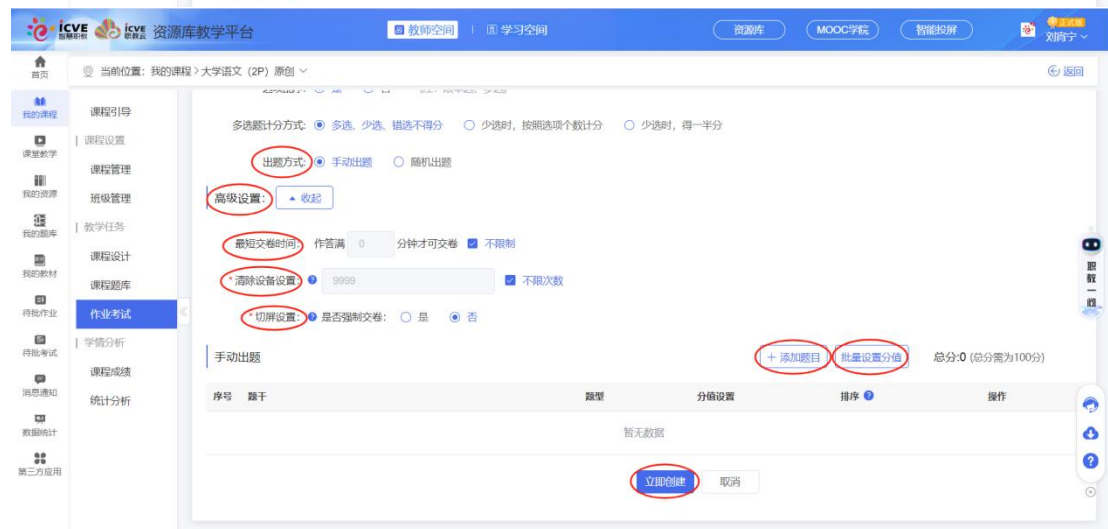 icve 智慧职教 icve 职教云 资源库教学平台 教师空间 学习空间 资源库 MOOC学院 智能投屏 正式版 刘肖宁
首页 当前位置：我的课程 > 大学语文（2P）原创 返回
我的课程
课堂教学
我的资源
我的题库
我的教材
待批作业
待批考试
消息通知
数据统计
第三方应用
课程引导
课程设置
课程管理
班级管理
教学任务
课程设计
课程题库
作业考试
学情分析
课程成绩
统计分析
多选题计分方式: 多选、少选、错选不得分 少选时，按照选项个数计分 少选时，得一半分
出题方式: 手动出题 随机出题
高级设置： 收起
最短交卷时间: 作答满 0 分钟才可交卷 不限制
*清除设备设置: ? 9999 不限次数
*切屏设置: ? 是否强制交卷: 是 否
手动出题 + 添加题目 批量设置分值 总分:0 (总分需为100分)
序号 题干 题型 分值设置 排序 ? 操作
暂无数据
立即创建 取消
职教一问